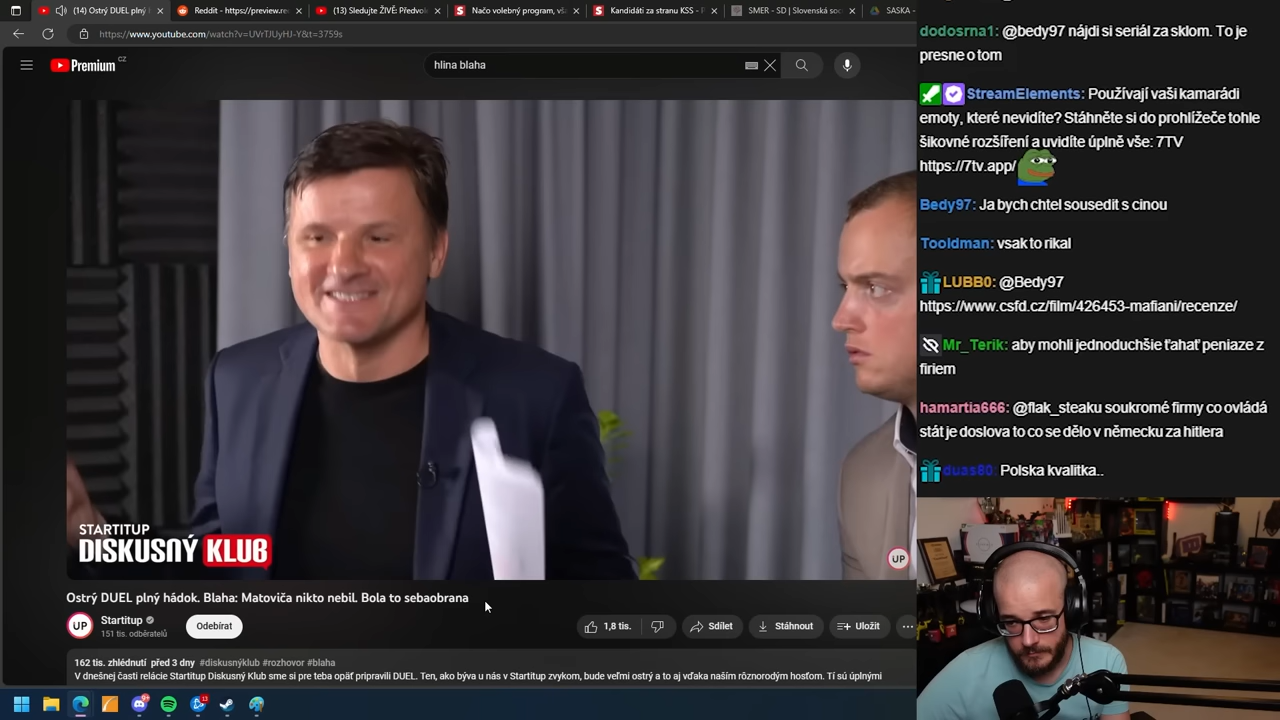 (14) Ostrý DUEL plný h
Reddit - https://preview.re
(13) Sledujte ŽIVĚ: Předvol
Načo volebný program, vš
Kandidáti za stranu KSS - P
SMER - SD | Slovenská soc
SASKA -
https://www.youtube.com/watch?v=UVrTJUyHJ-Y&t=3759s
Premium CZ
hlina blaha
STARTITUP
DISKUSNÝ KLUB
UP
Ostrý DUEL plný hádok. Blaha: Matoviča nikto nebil. Bola to sebaobrana
UP
Startitup
151 tis. odběratelů
Odebírat
1,8 tis.
Sdílet
Stáhnout
Uložit
162 tis. zhlédnutí před 3 dny #diskusnýklub #rozhovor #blaha
V dnešnej časti relácie Startitup Diskusný Klub sme si pre teba opäť pripravili DUEL. Ten, ako býva u nás v Startitup zvykom, bude veľmi ostrý a to aj vďaka našim rôznorodým hosťom. Tí sú úplnými
dodosrna1: @bedy97 nájdi si seriál za sklom. To je
presne o tom
StreamElements: Používají vaši kamarádi
emoty, které nevidíte? Stáhněte si do prohlížeče tohle
šikovné rozšíření a uvidíte úplně vše: 7TV
https://7tv.app/
Bedy97: Ja bych chtel sousedit s cinou
Tooldman: vsak to rikal
LUBB0: @Bedy97
https://www.csfd.cz/film/426453-mafiani/recenze/
Mr_Terik: aby mohli jednoduchšie ťahať peniaze z
firiem
hamartia666: @flak_steaku soukromé firmy co ovládá
stát je doslova to co se dělo v německu za hitlera
duas80: Polska kvalitka..